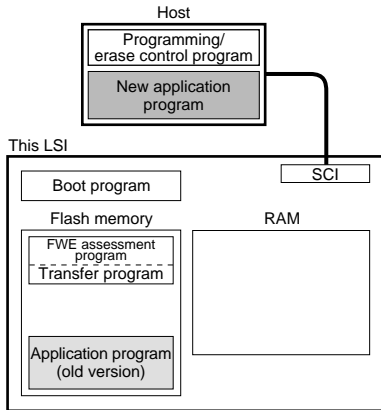 Host
Programming/
erase control program
New application
program
This LSI
SCI
Boot program
Flash memory
RAM
FWE assessment
program
Transfer program
Application program
(old version)